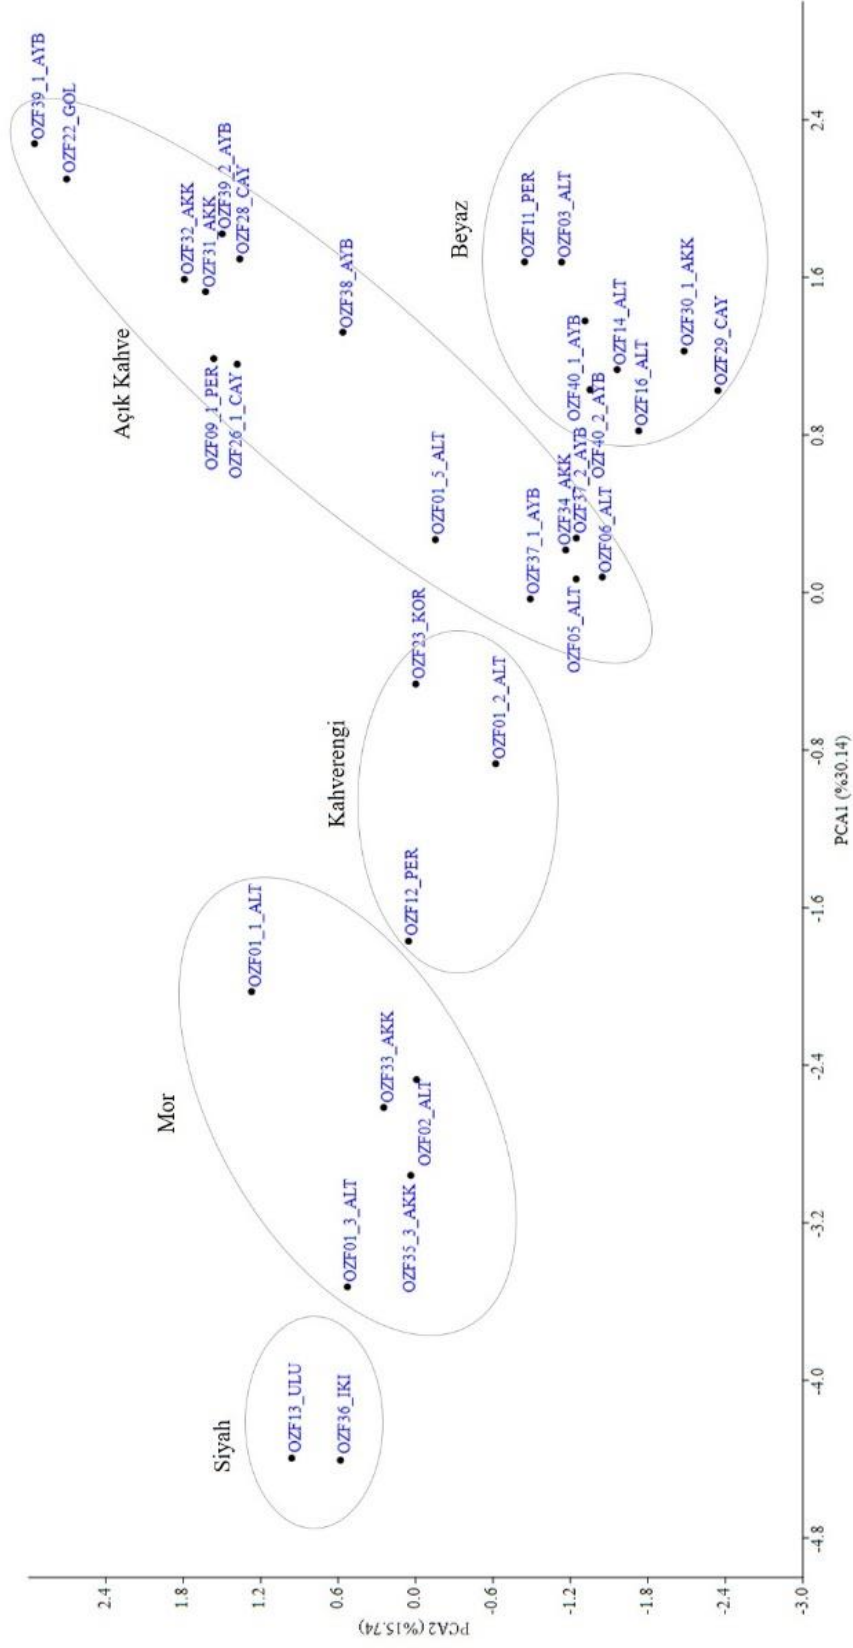 Siyah
Mor
Kahverengi
Açık Kahve
Beyaz
OZF39_1_AYB
OZF22_GOL
OZF32_AKK
OZF31_AKK
OZF39_2_AYB
OZF28_CAY
OZF09_1_PER
OZF26_1_CAY
OZF38_AYB
OZF01_5_ALT
OZF37_1_AYB
OZF34_AKK
OZF37_2_AYB
OZF05_ALT
OZF06_ALT
OZF11_PER
OZF03_ALT
OZF40_1_AYB
OZF40_2_AYB
OZF14_ALT
OZF16_ALT
OZF30_1_AKK
OZF29_CAY
OZF23_KOR
OZF01_2_ALT
OZF12_PER
OZF01_1_ALT
OZF33_AKK
OZF02_ALT
OZF35_3_AKK
OZF01_3_ALT
OZF13_ULU
OZF36_IKI
2.4
1.8
1.2
0.6
0.0
-0.6
-1.2
-1.8
-2.4
-3.0
PCA2 (%15.74)
-4.8
-4.0
-3.2
-2.4
-1.6
-0.8
0.0
0.8
1.6
2.4
PCA1 (%30.14)